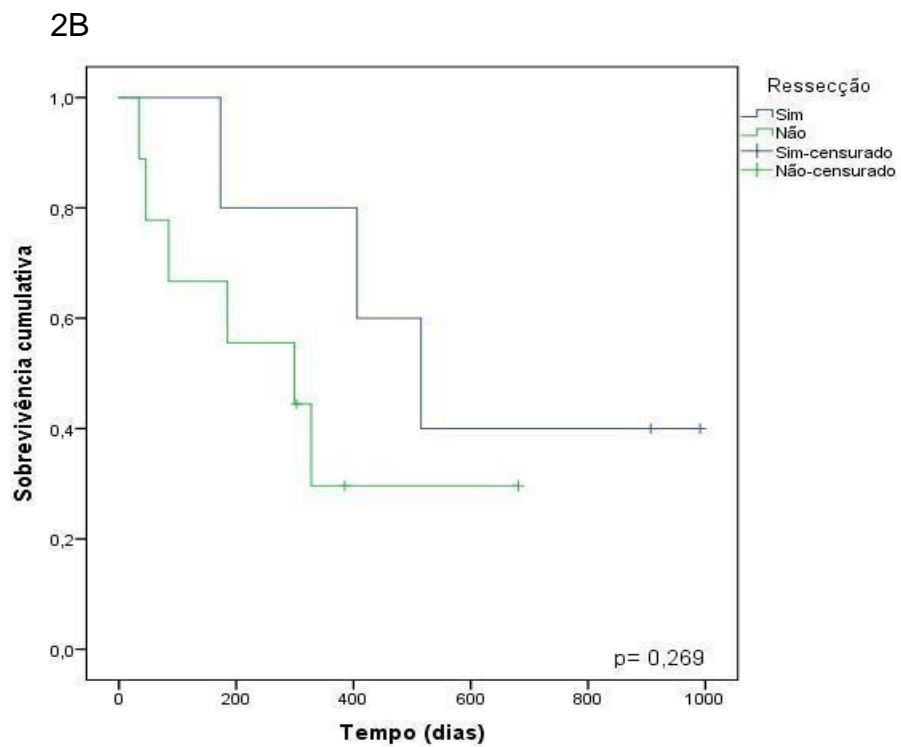 2B
Ressecção
Sim
Não
Sim-censurado
Não-censurado
Sobrevivência cumulativa
1,0
0,8
0,6
0,4
0,2
0,0
p= 0,269
0 200 400 600 800 1000
Tempo (dias)